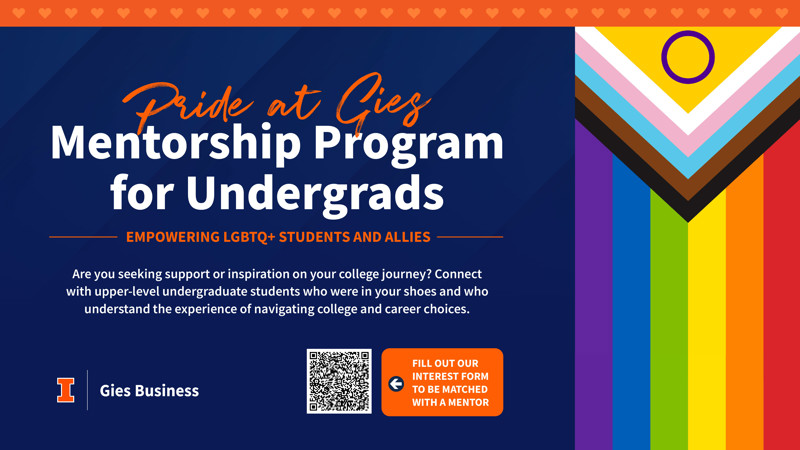 Pride at Gies
Mentorship Program
for Undergrads
EMPOWERING LGBTQ+ STUDENTS AND ALLIES
Are you seeking support or inspiration on your college journey? Connect
with upper-level undergraduate students who were in your shoes and who
understand the experience of navigating college and career choices.
I
Gies Business
FILL OUT OUR
INTEREST FORM
TO BE MATCHED
WITH A MENTOR